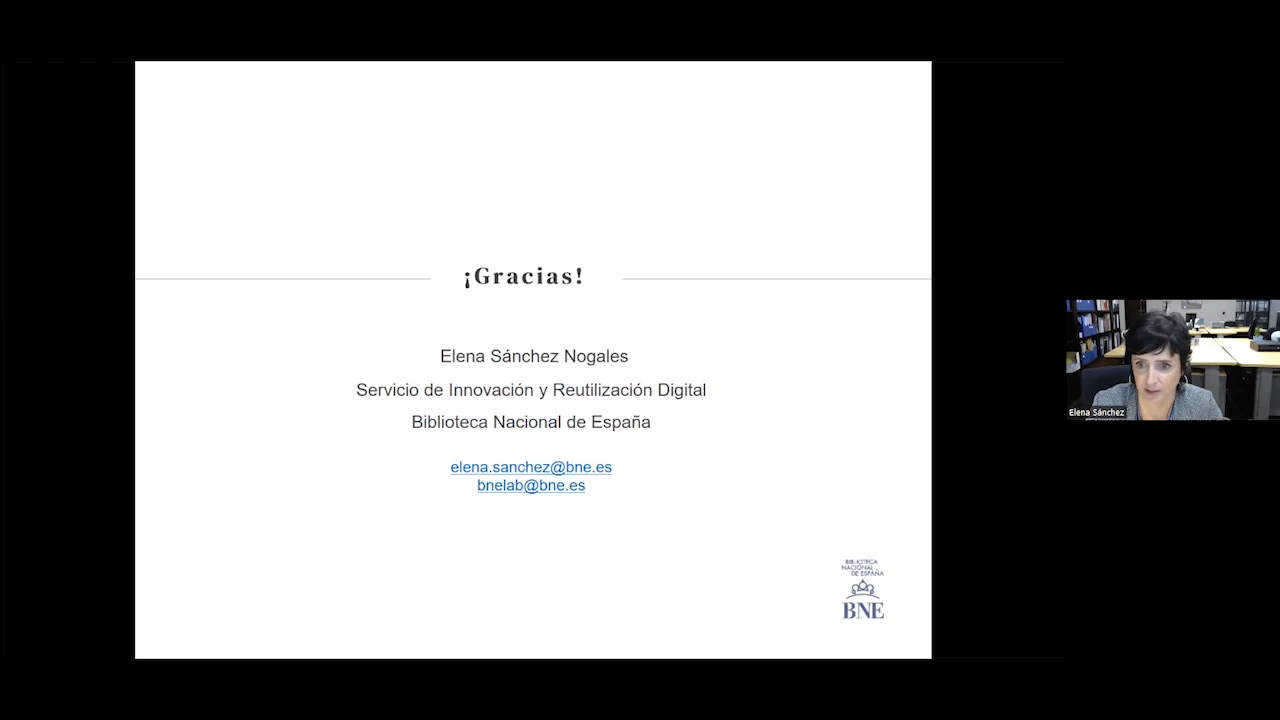 ¡Gracias!
Elena Sánchez Nogales
Servicio de Innovación y Reutilización Digital
Biblioteca Nacional de España
elena.sanchez@bne.es
bnelab@bne.es
BIBLIOTECA
NACIONAL
DE ESPAÑA
BNE
Elena Sánchez